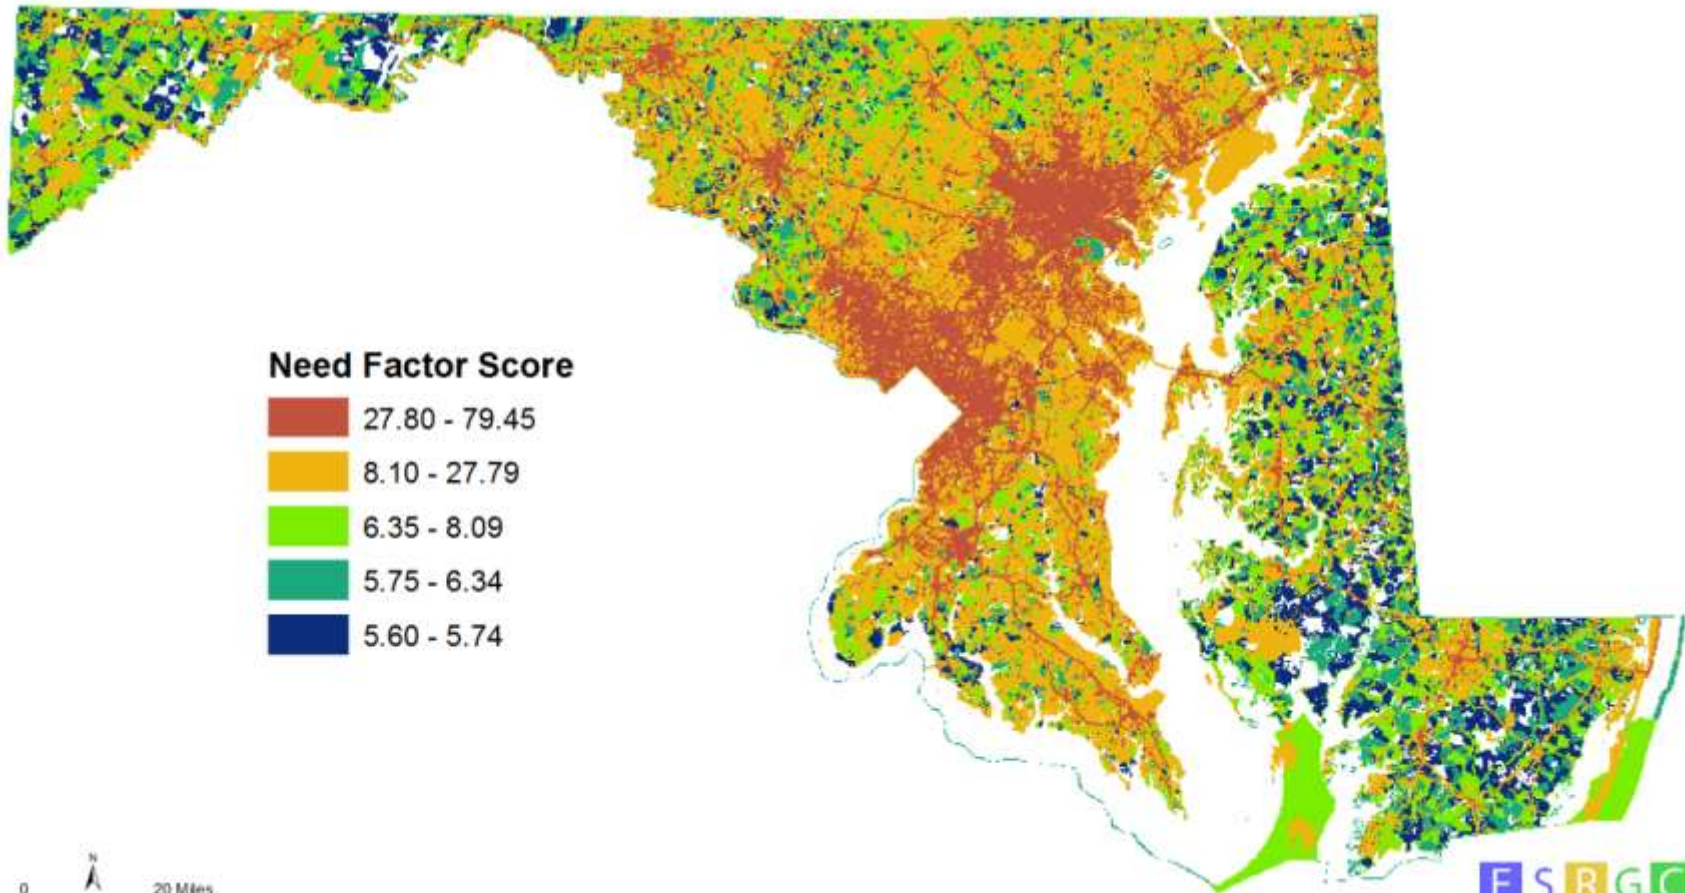 Need Factor Score
27.80 - 79.45
8.10 - 27.79
6.35 - 8.09
5.75 - 6.34
5.60 - 5.74
N
0 20 Miles
ESRGC